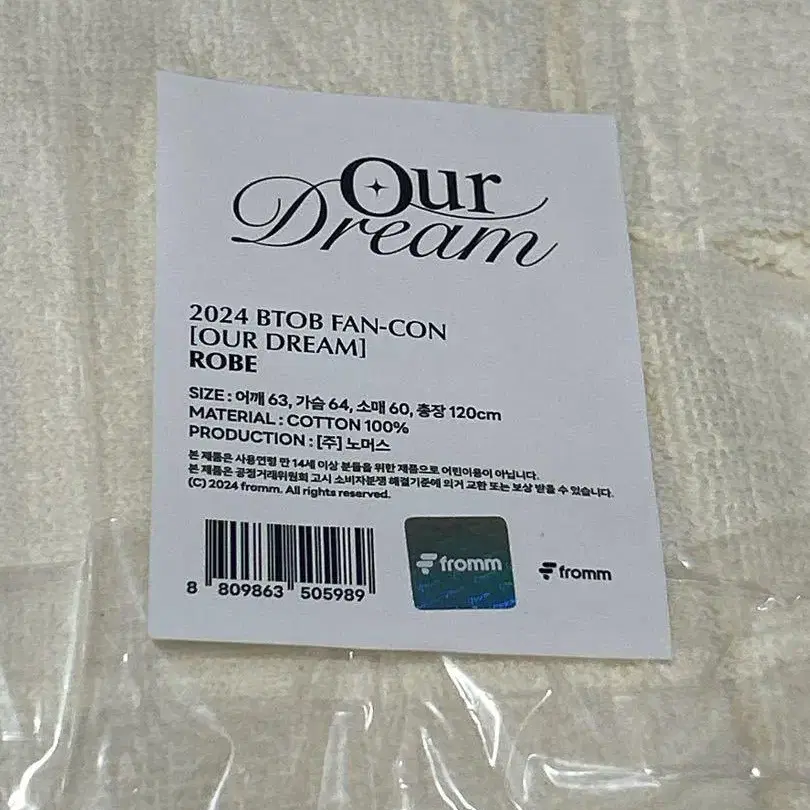 Our
Dream
2024 BTOB FAN-CON
[OUR DREAM]
ROBE
SIZE : 어깨 63, 가슴 64, 소매 60, 총장 120cm
MATERIAL : COTTON 100%
PRODUCTION : [주] 노머스
본 제품은 사용연령 만 14세 이상 분들을 위한 제품으로 어린이용이 아닙니다.
본 제품은 공정거래위원회 고시 소비자분쟁 해결기준에 의거 교환 또는 보상 받을 수 있습니다.
(C) 2024 fromm. All rights reserved.
8 809863 505989
fromm
fromm